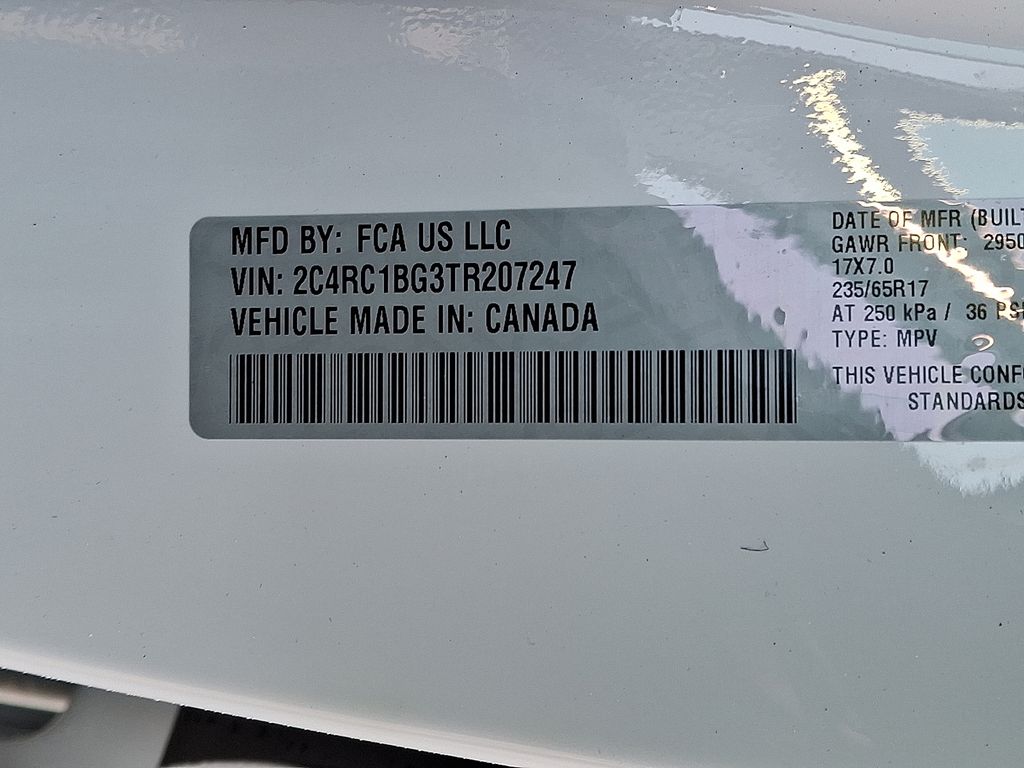 MFD BY: FCA US LLC
VIN: 2C4RC1BG3TR207247
VEHICLE MADE IN: CANADA
DATE OF MFR
GAWR FRONT: 2950
17X7.0
235/65R17
AT 250 kPa / 36
TYPE: MPV
THIS VEHICLE
STANDARDS